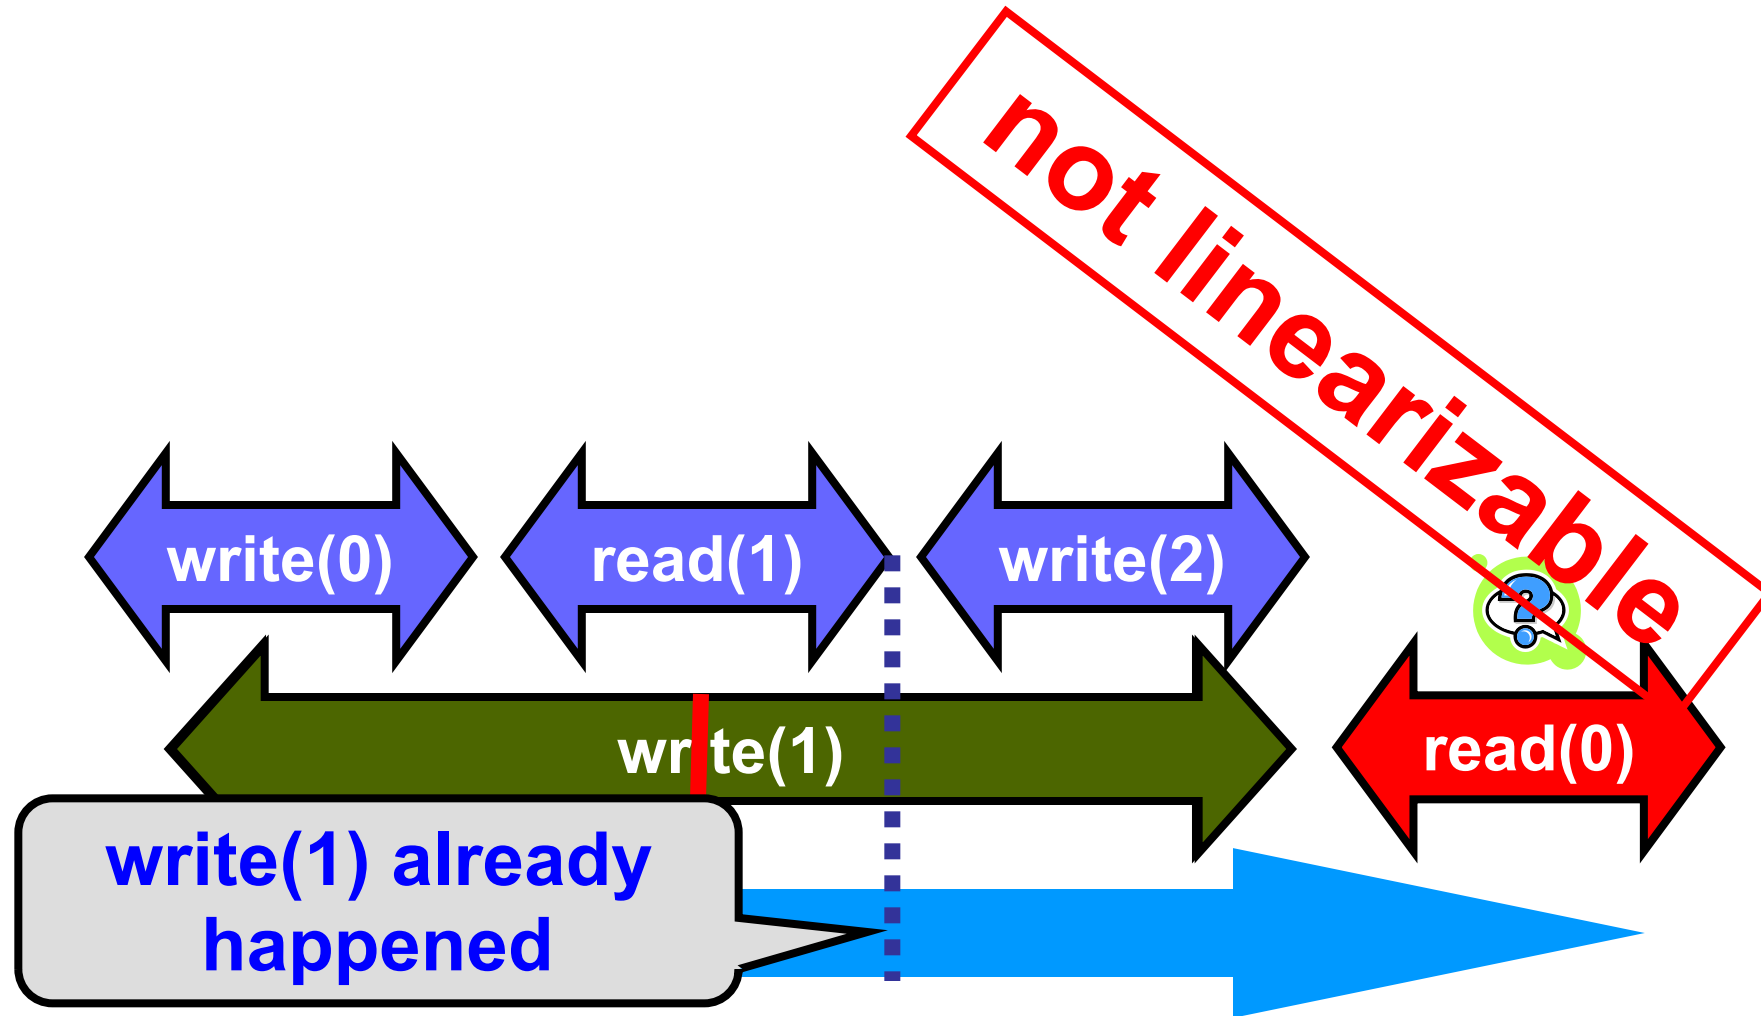 not linearizable
write(0)
read(1)
write(2)
write(1)
read(0)
write(1) already
happened